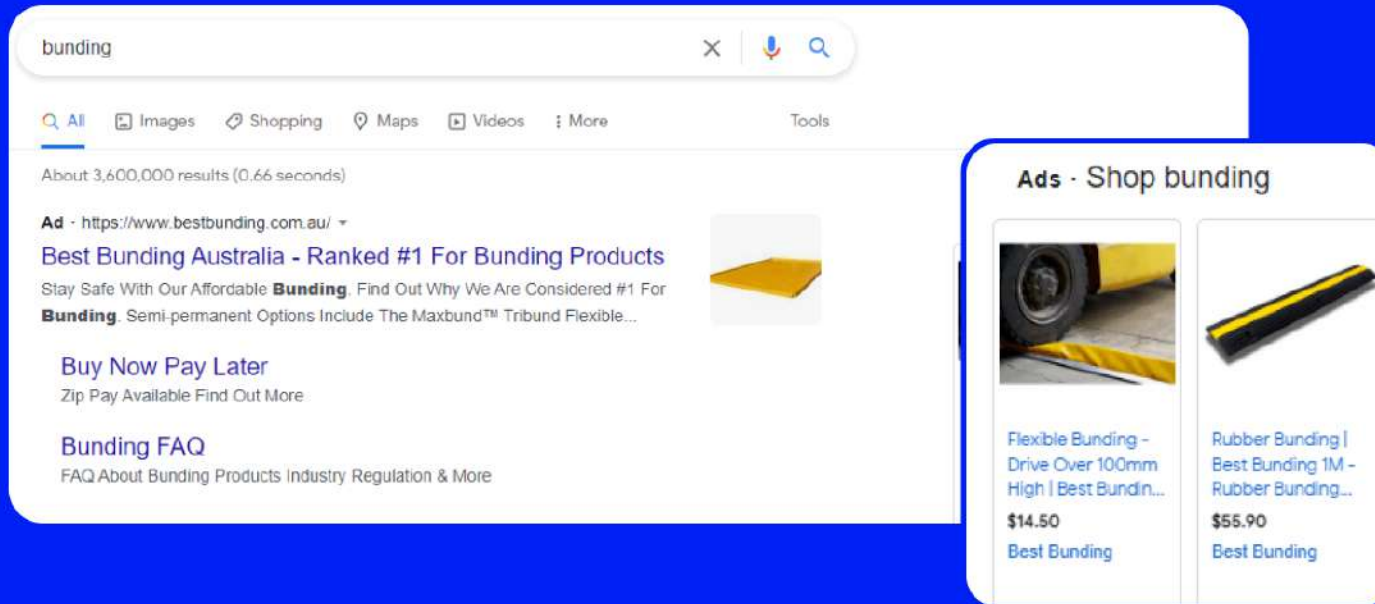 bunding
All Images Shopping Maps Videos More Tools
About 3,600,000 results (0.66 seconds)
Ad · https://www.bestbunding.com.au/
Best Bunding Australia - Ranked #1 For Bunding Products
Stay Safe With Our Affordable Bunding. Find Out Why We Are Considered #1 For
Bunding. Semi-permanent Options Include The Maxbund™ Tribund Flexible...
Buy Now Pay Later
Zip Pay Available Find Out More
Bunding FAQ
FAQ About Bunding Products Industry Regulation & More
Ads · Shop bunding
Flexible Bunding -
Drive Over 100mm
High | Best Bundin...
$14.50
Best Bunding
Rubber Bunding |
Best Bunding 1M -
Rubber Bunding...
$55.90
Best Bunding